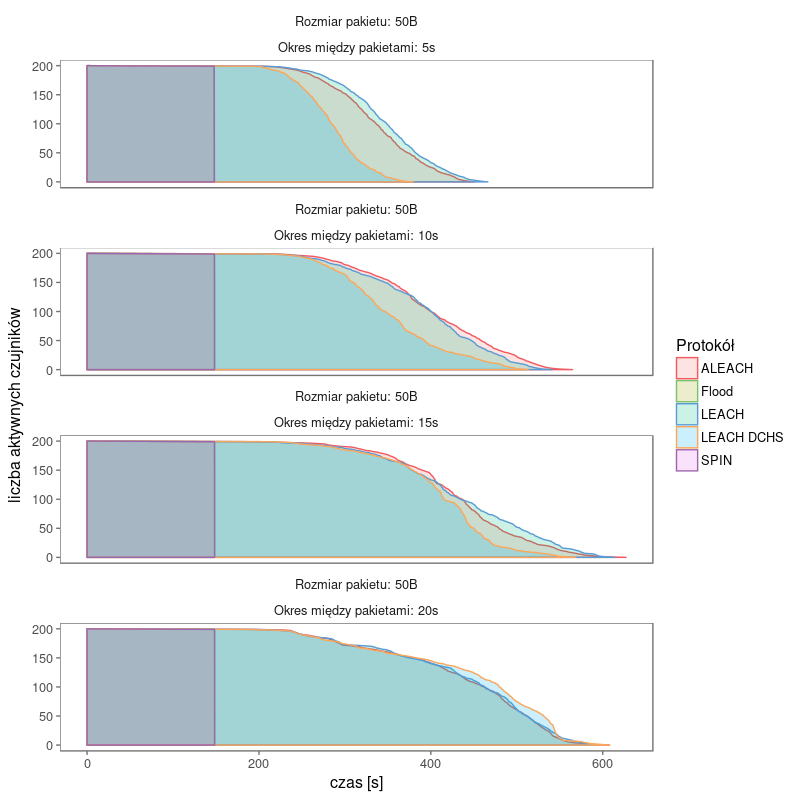 Rozmiar pakietu: 50B
Okres między pakietami: 5s
200
150
100
50
0
Rozmiar pakietu: 50B
Okres między pakietami: 10s
200
150
100
50
0
Rozmiar pakietu: 50B
Okres między pakietami: 15s
200
150
100
50
0
Rozmiar pakietu: 50B
Okres między pakietami: 20s
200
150
100
50
0
0 200 400 600
czas [s]
liczba aktywnych czujników
Protokół
ALEACH
Flood
LEACH
LEACH DCHS
SPIN